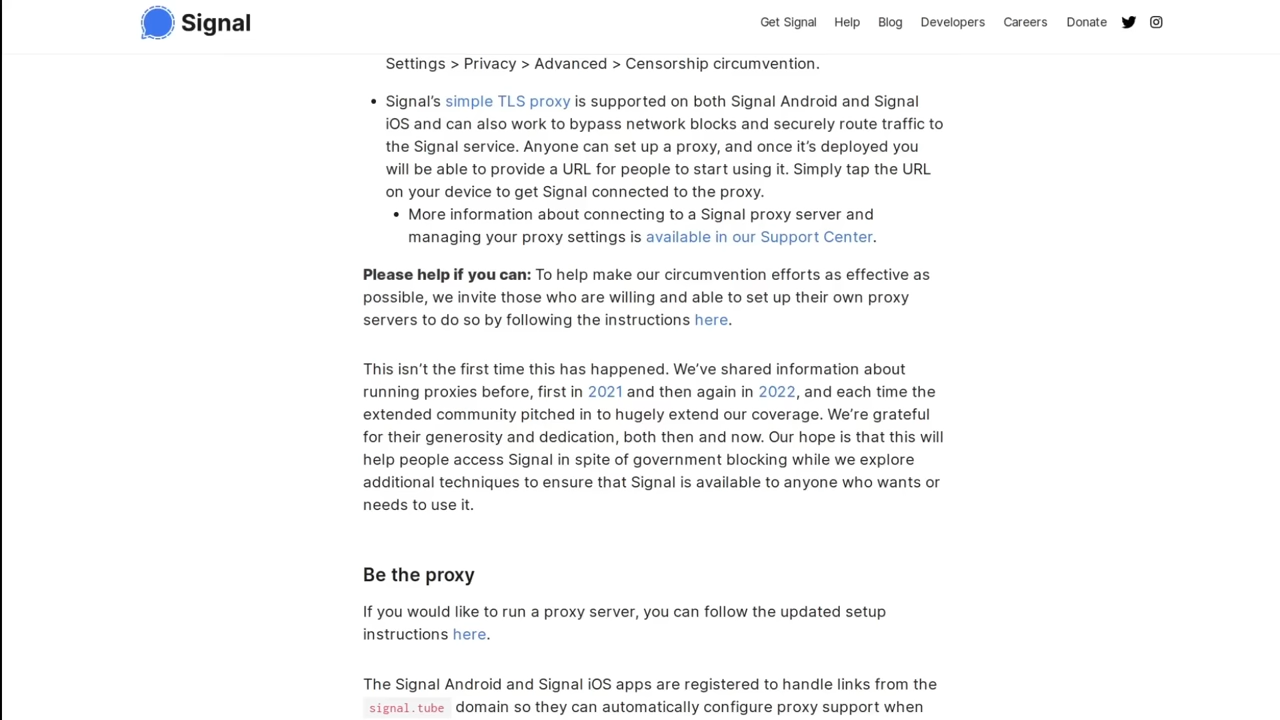 Signal
Get Signal Help Blog Developers Careers Donate
Settings > Privacy > Advanced > Censorship circumvention.
• Signal’s simple TLS proxy is supported on both Signal Android and Signal
iOS and can also work to bypass network blocks and securely route traffic to
the Signal service. Anyone can set up a proxy, and once it’s deployed you
will be able to provide a URL for people to start using it. Simply tap the URL
on your device to get Signal connected to the proxy.
• More information about connecting to a Signal proxy server and
managing your proxy settings is available in our Support Center.
Please help if you can: To help make our circumvention efforts as effective as
possible, we invite those who are willing and able to set up their own proxy
servers to do so by following the instructions here.
This isn’t the first time this has happened. We’ve shared information about
running proxies before, first in 2021 and then again in 2022, and each time the
extended community pitched in to hugely extend our coverage. We’re grateful
for their generosity and dedication, both then and now. Our hope is that this will
help people access Signal in spite of government blocking while we explore
additional techniques to ensure that Signal is available to anyone who wants or
needs to use it.
Be the proxy
If you would like to run a proxy server, you can follow the updated setup
instructions here.
The Signal Android and Signal iOS apps are registered to handle links from the
signal.tube domain so they can automatically configure proxy support when